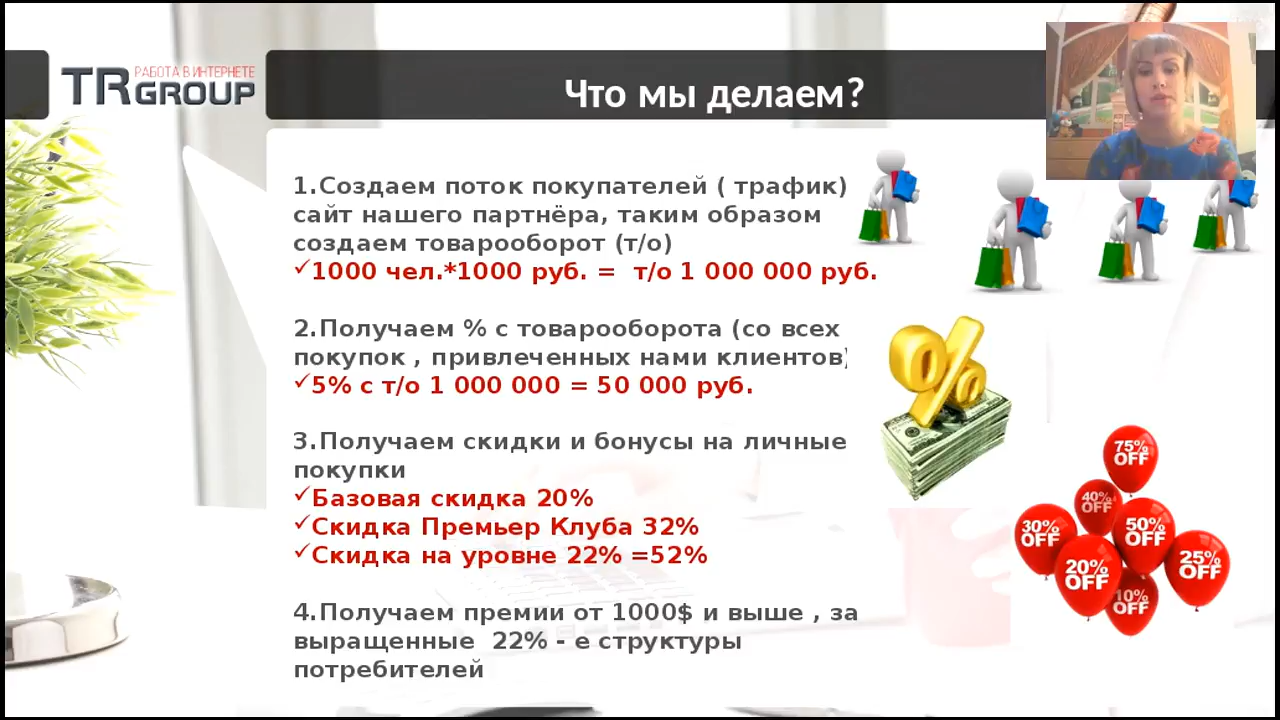 РАБОТА В ИНТЕРНЕТЕ
TR GROUP
Что мы делаем?
1.Создаем поток покупателей ( трафик)
сайт нашего партнёра, таким образом
создаем товарооборот (т/о)
✓1000 чел.*1000 руб. = т/о 1 000 000 руб.
2.Получаем % с товарооборота (со всех
покупок , привлеченных нами клиентов)
✓5% с т/о 1 000 000 = 50 000 руб.
3.Получаем скидки и бонусы на личные
покупки
✓Базовая скидка 20%
✓Скидка Премьер Клуба 32%
✓Скидка на уровне 22% =52%
4.Получаем премии от 1000$ и выше , за
выращенные 22% - е структуры
потребителей
%
75% OFF
40% OFF
30% OFF
50% OFF
20% OFF
25% OFF
10% OFF